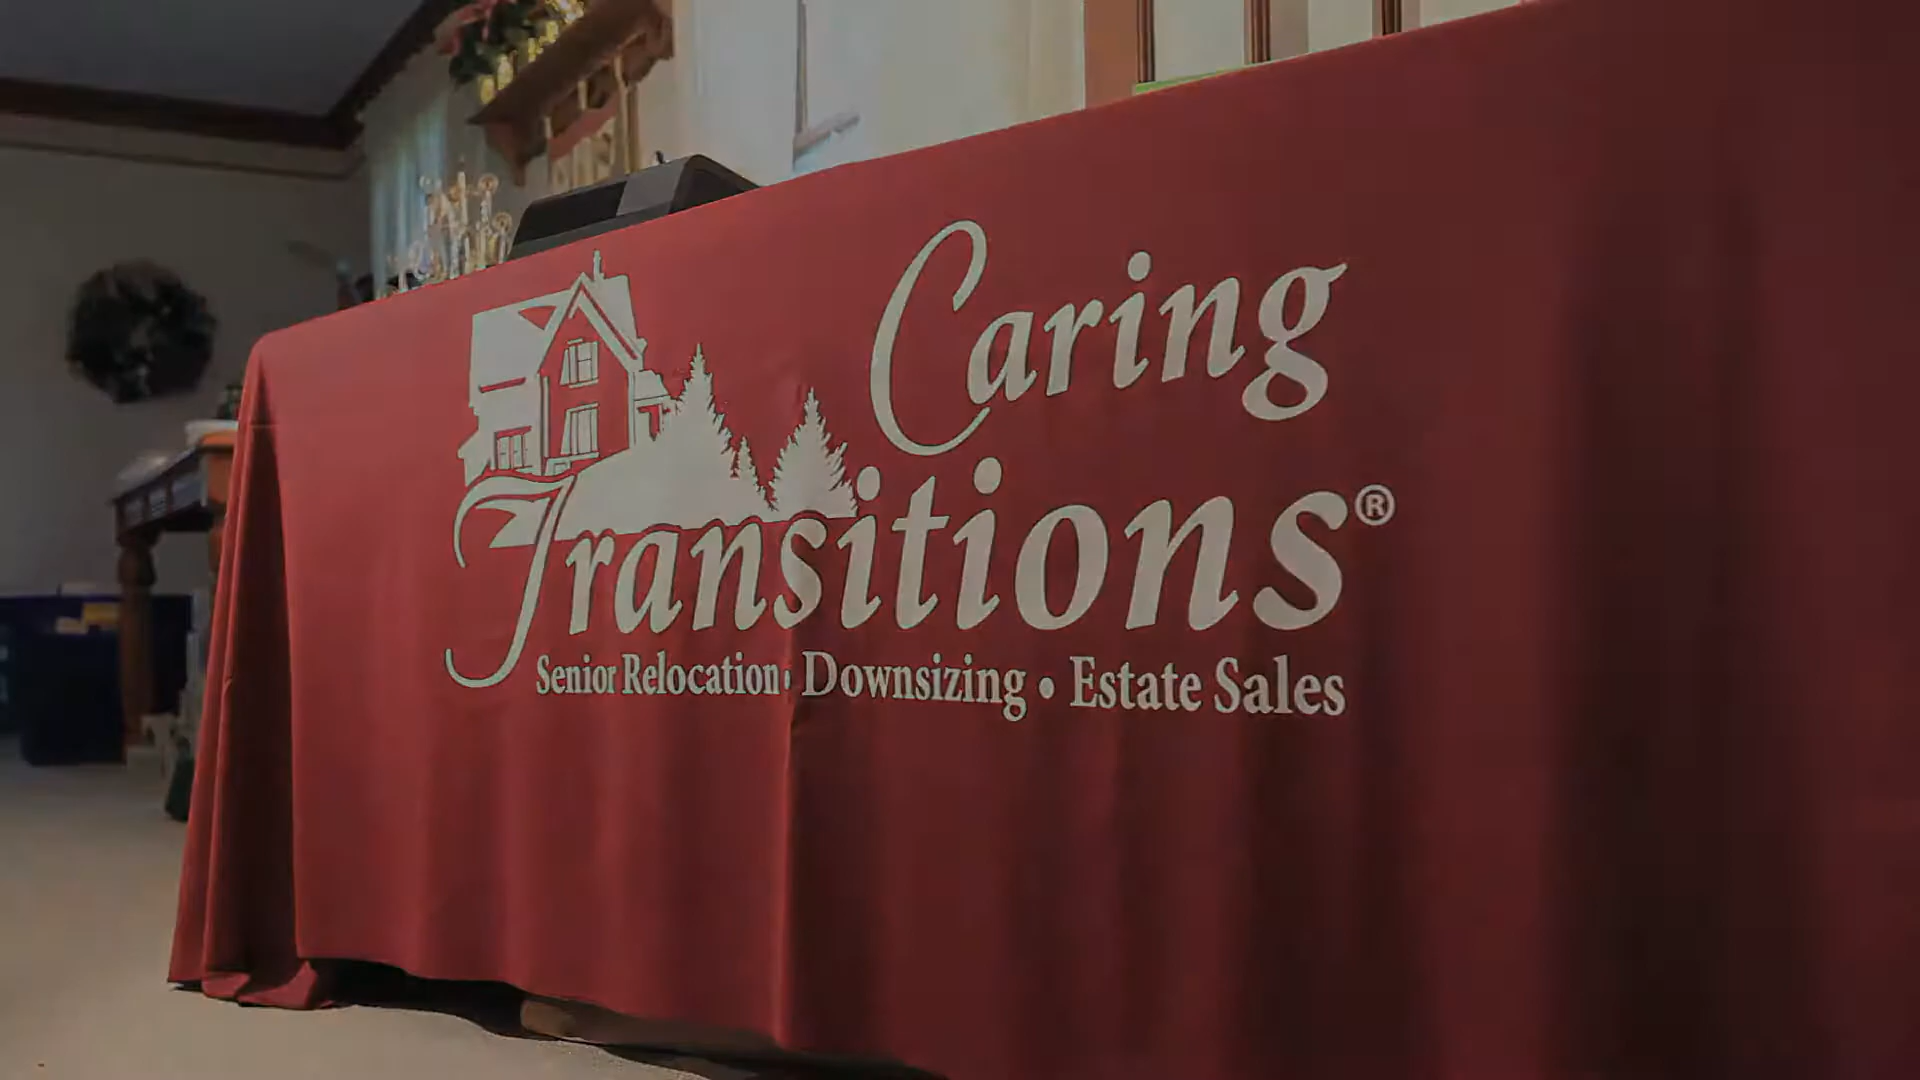 Caring
Transitions®
Senior Relocation • Downsizing • Estate Sales